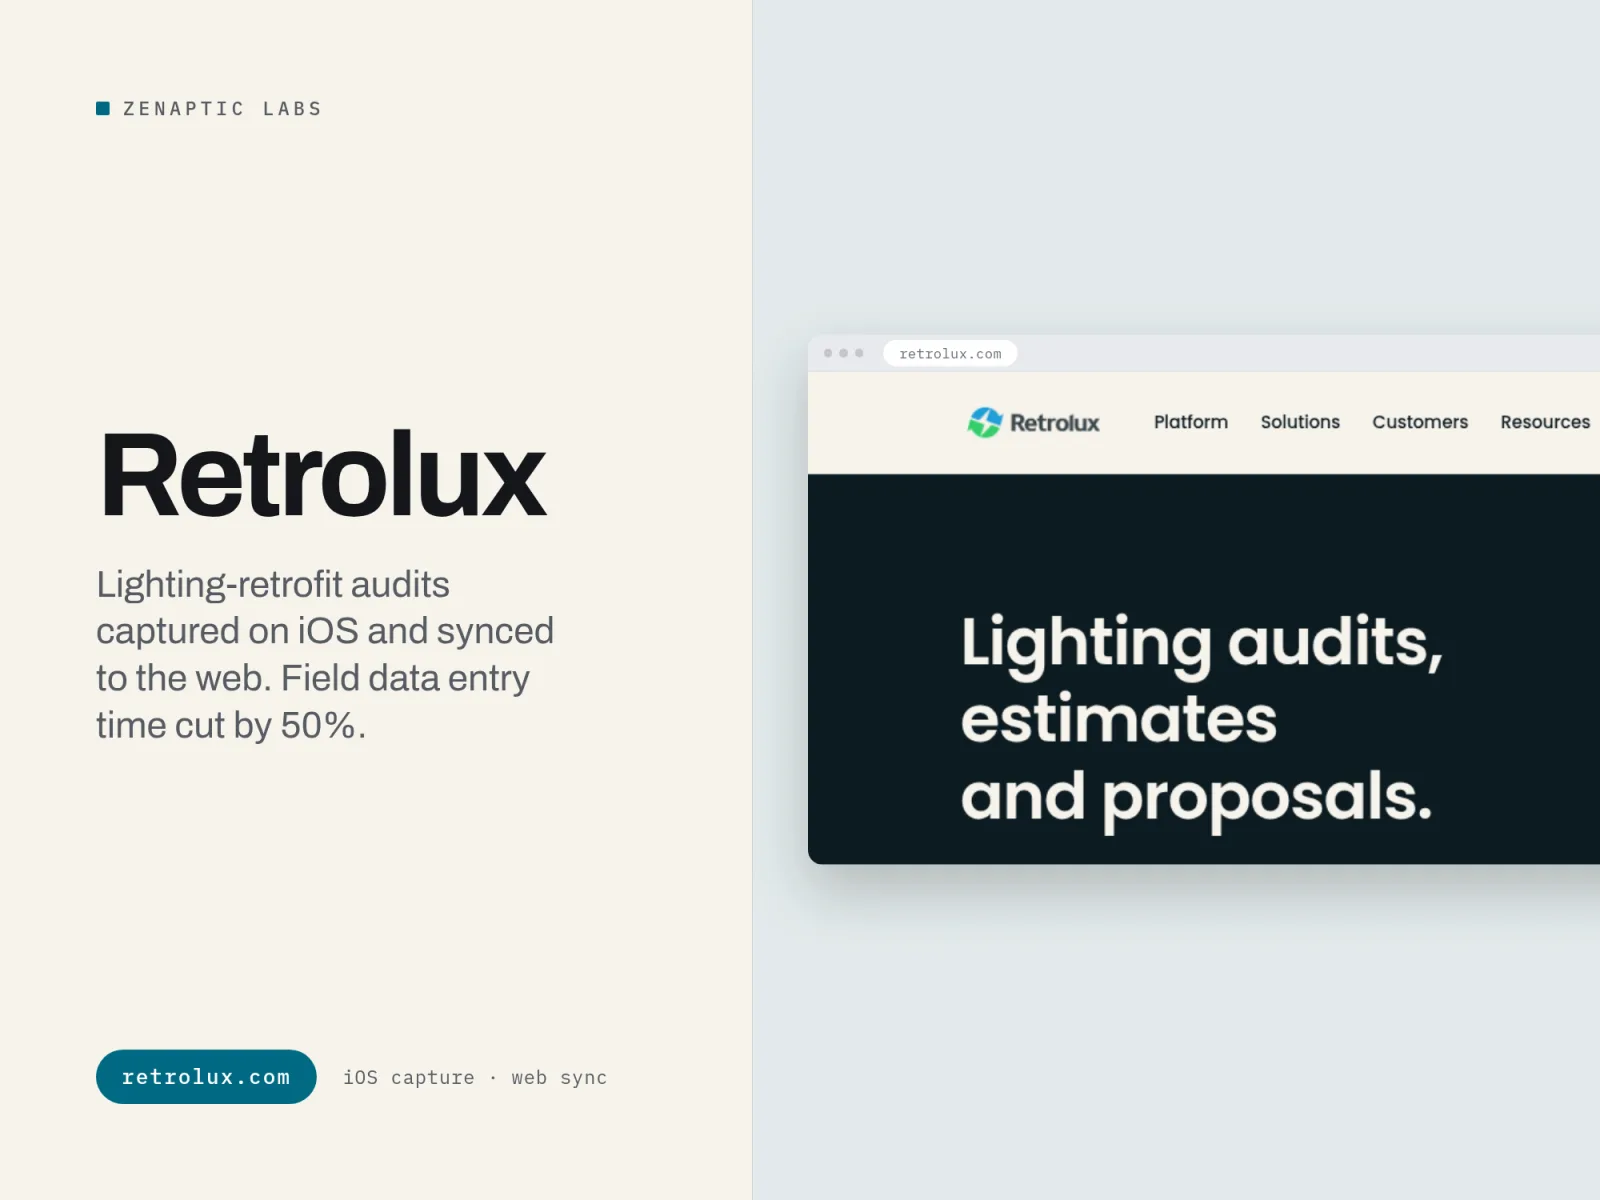 ZENAPTIC LABS
Retrolux
Lighting-retrofit audits
captured on iOS and synced
to the web. Field data entry
time cut by 50%.
retrolux.com
iOS capture · web sync
retrolux.com
Retrolux Platform Solutions Customers Resources
Lighting audits,
estimates
and proposals.